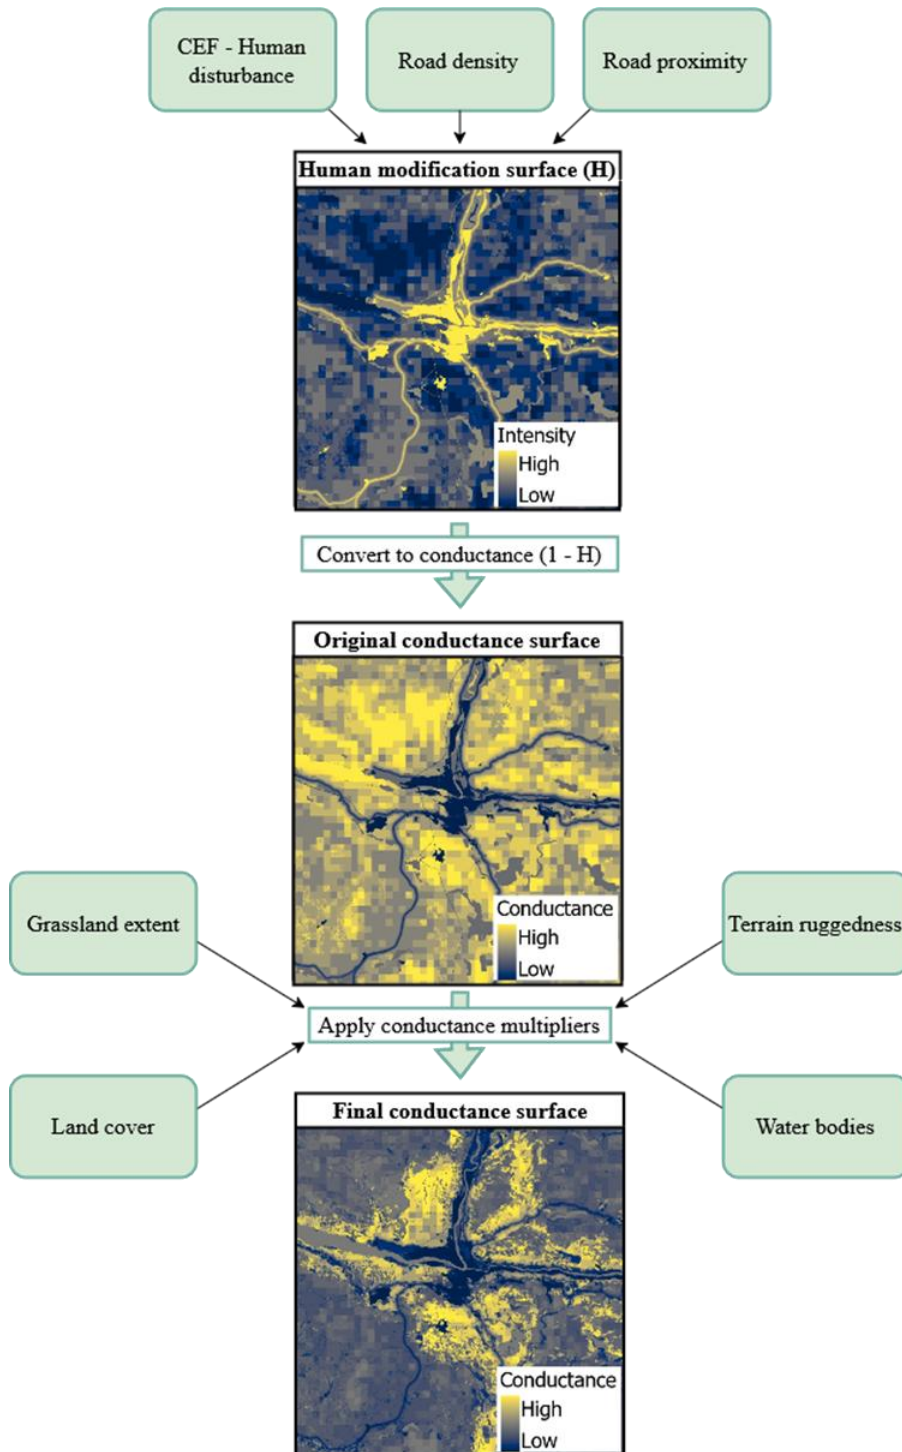 CEF - Human
disturbance
Road density
Road proximity
Human modification surface (H)
Intensity
High
Low
Convert to conductance (1 - H)
Original conductance surface
Conductance
High
Low
Grassland extent
Terrain ruggedness
Apply conductance multipliers
Land cover
Water bodies
Final conductance surface
Conductance
High
Low